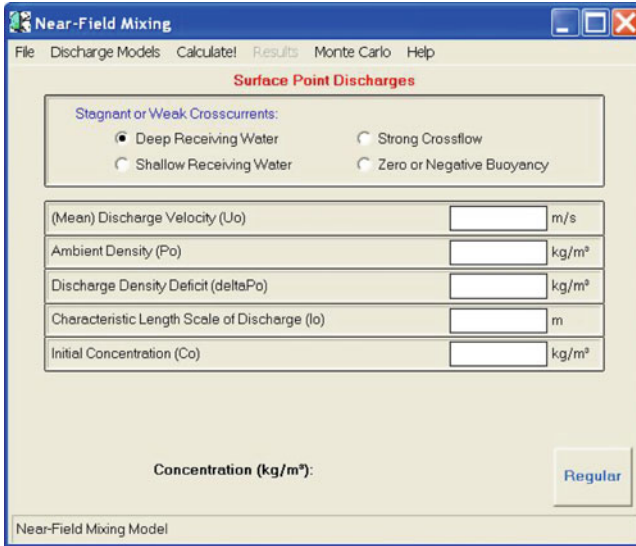 Near-Field Mixing
File Discharge Models Calculate! Results Monte Carlo Help
Surface Point Discharges
Stagnant or Weak Crosscurrents:
Deep Receiving Water Strong Crossflow
Shallow Receiving Water Zero or Negative Buoyancy
(Mean) Discharge Velocity (Uo) m/s
Ambient Density (Po) kg/m³
Discharge Density Deficit (deltaPo) kg/m³
Characteristic Length Scale of Discharge (lo) m
Initial Concentration (Co) kg/m³
Concentration (kg/m³):
Regular
Near-Field Mixing Model